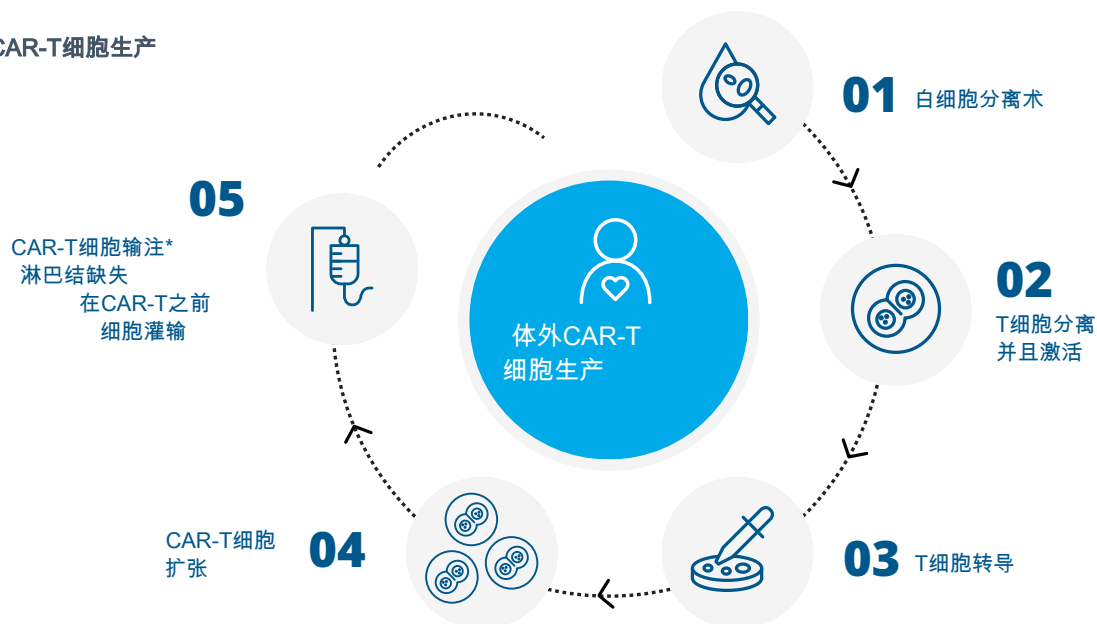 CAR-T细胞生产
01
白细胞分离术
02
T细胞分离
并且激活
03
T细胞转导
04
CAR-T细胞
扩张
05
CAR-T细胞输注*
淋巴结缺失
在CAR-T之前
细胞灌输
体外CAR-T
细胞生产